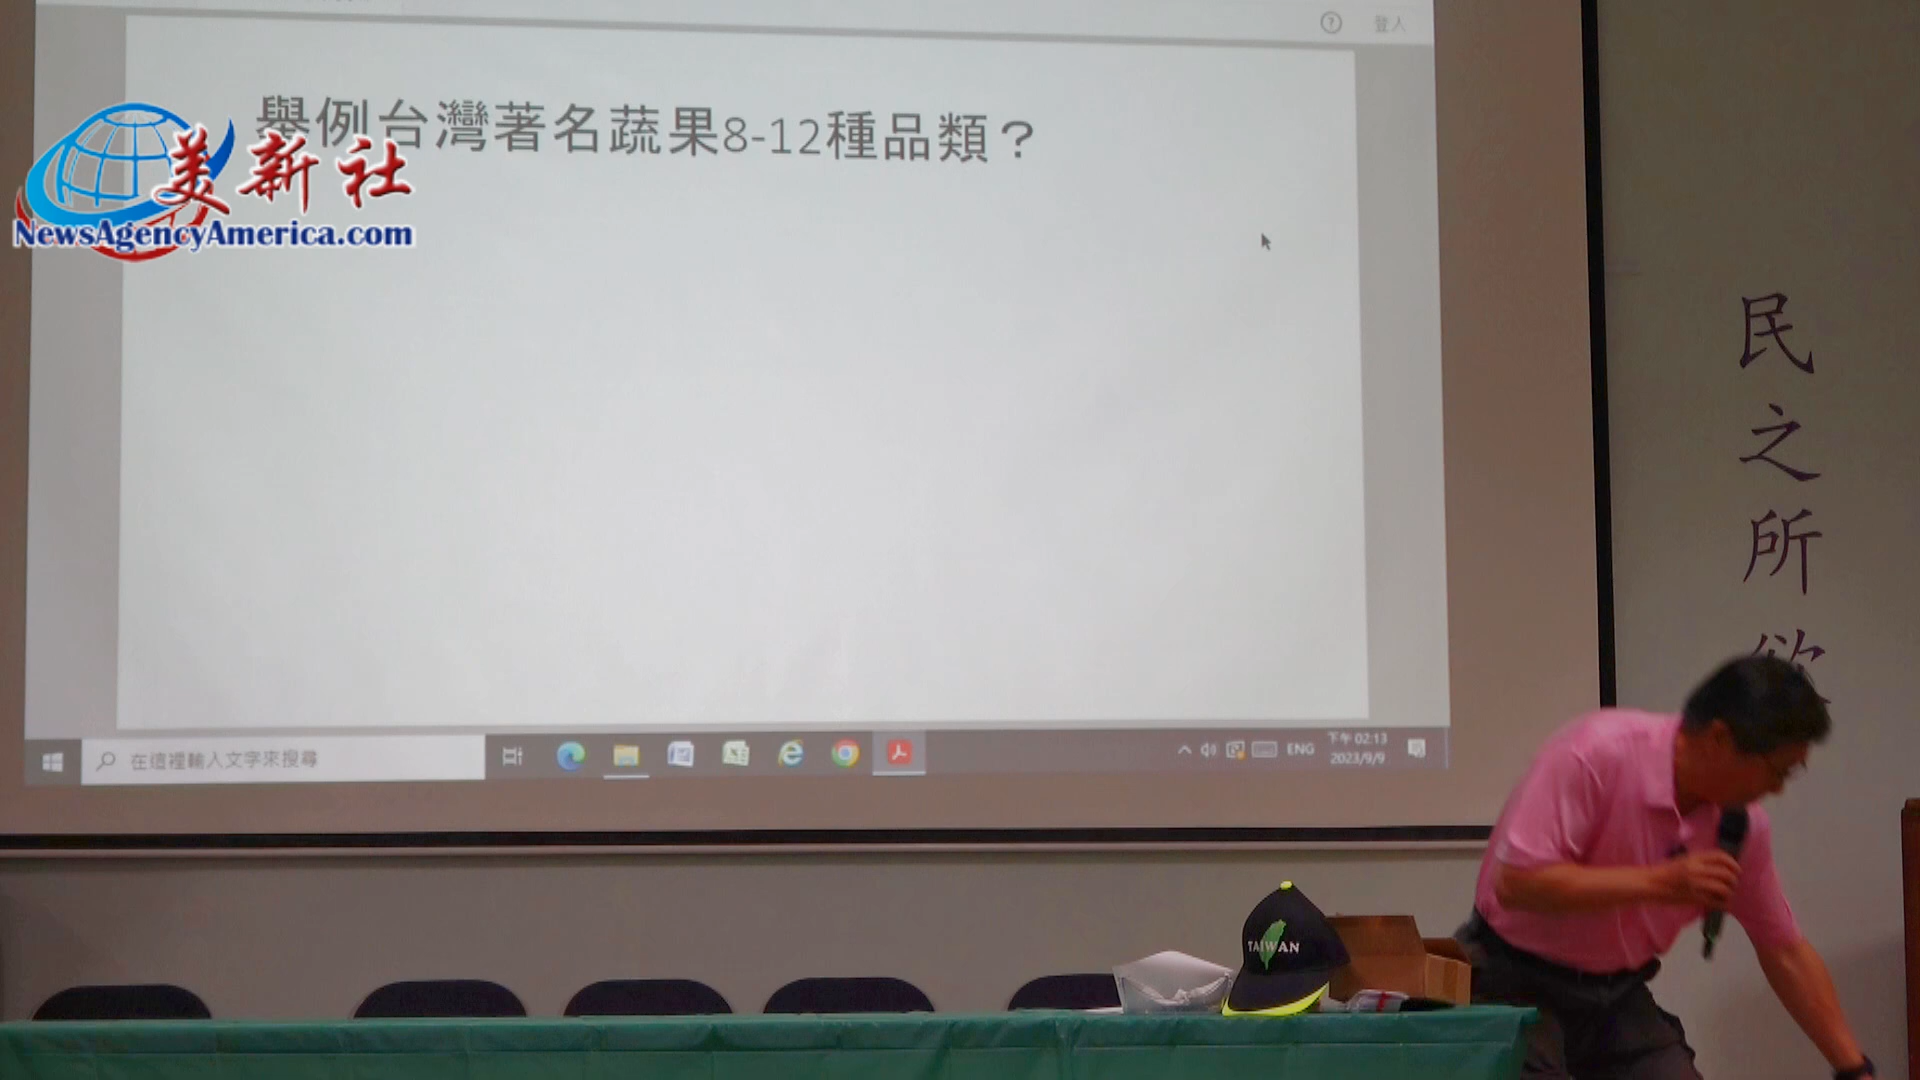 登入
舉例台灣著名蔬果8-12種品類？
美新社
NewsAgencyAmerica.com
在這裡輸入文字來搜尋
ENG
下午 02:13
2023/9/9
民之所欲
TAIWAN